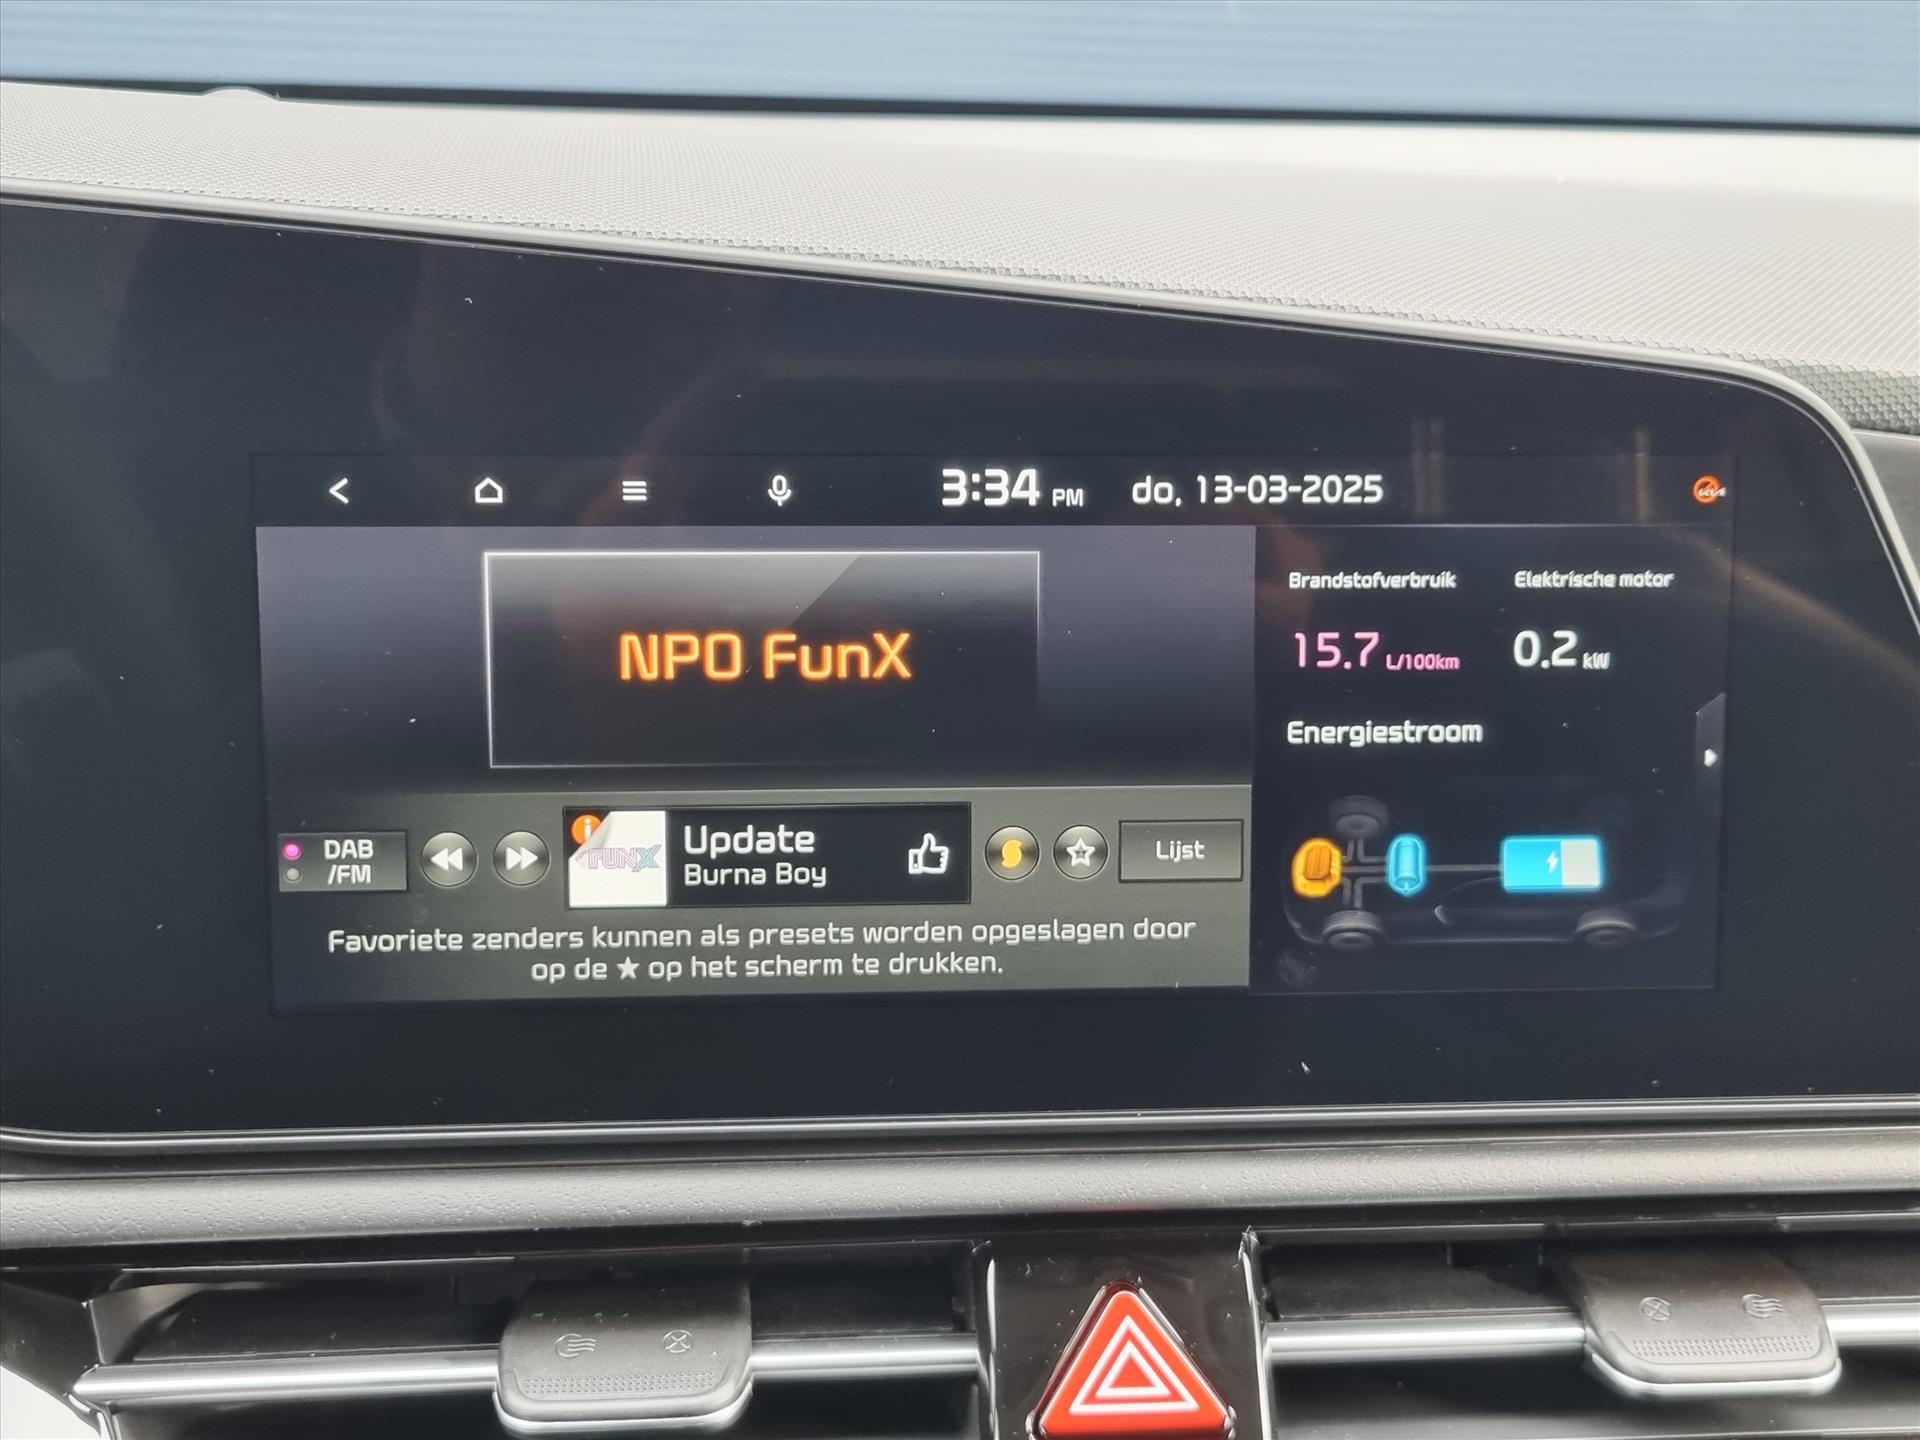 3:34 PM do, 13-03-2025
NPO FunX
Brandstofverbruik Elektrische motor
15.7 L/100km 0.2 kW
Energiestroom
DAB
/FM
FUNX
Update
Burna Boy
Lijst
Favoriete zenders kunnen als presets worden opgeslagen door
op de ★ op het scherm te drukken.